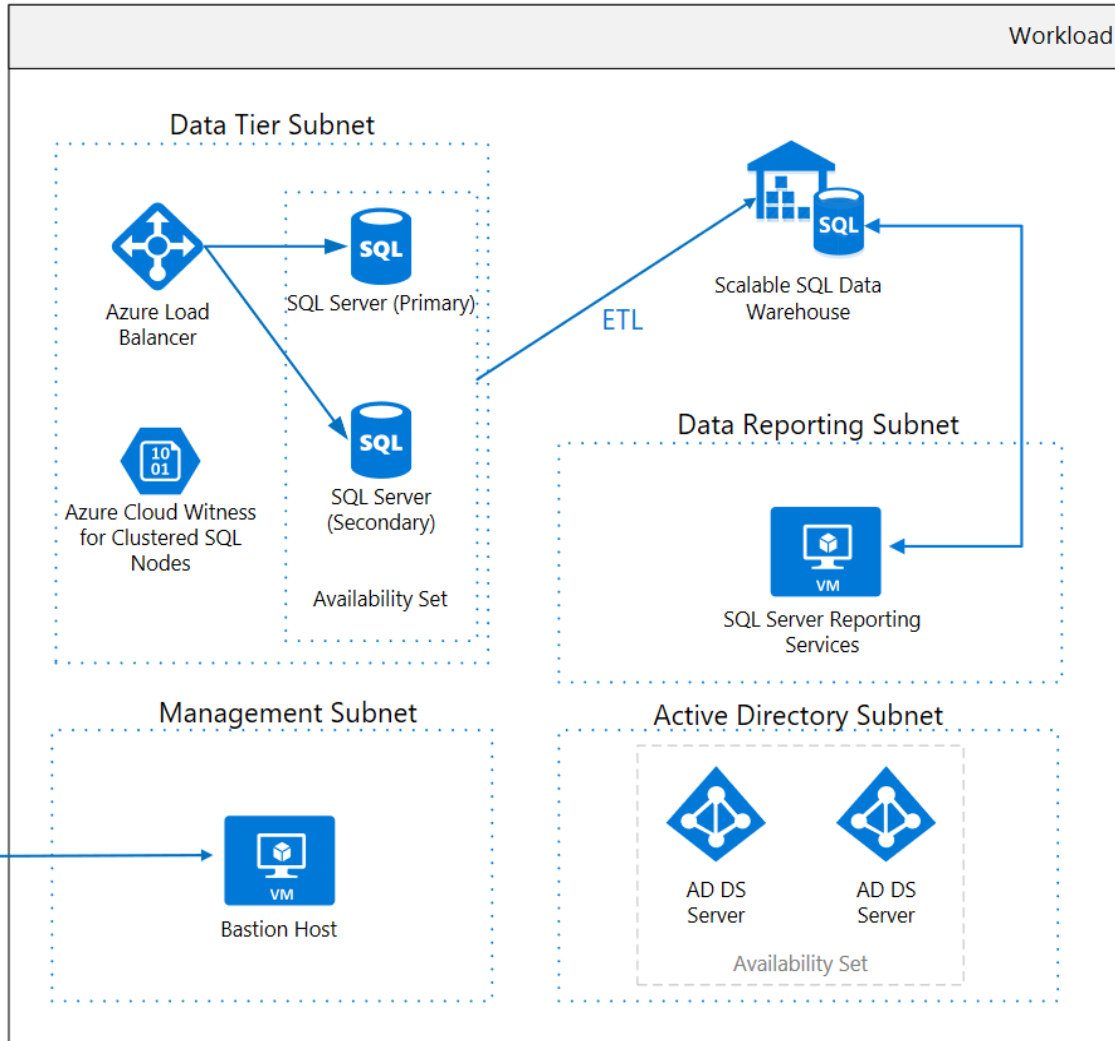 Workload
Data Tier Subnet
Azure Load
Balancer
SQL
SQL Server (Primary)
SQL
SQL Server
(Secondary)
10
01
Azure Cloud Witness
for Clustered SQL
Nodes
Availability Set
ETL
SQL
Scalable SQL Data
Warehouse
Data Reporting Subnet
VM
SQL Server Reporting
Services
Management Subnet
VM
Bastion Host
Active Directory Subnet
AD DS
Server
AD DS
Server
Availability Set